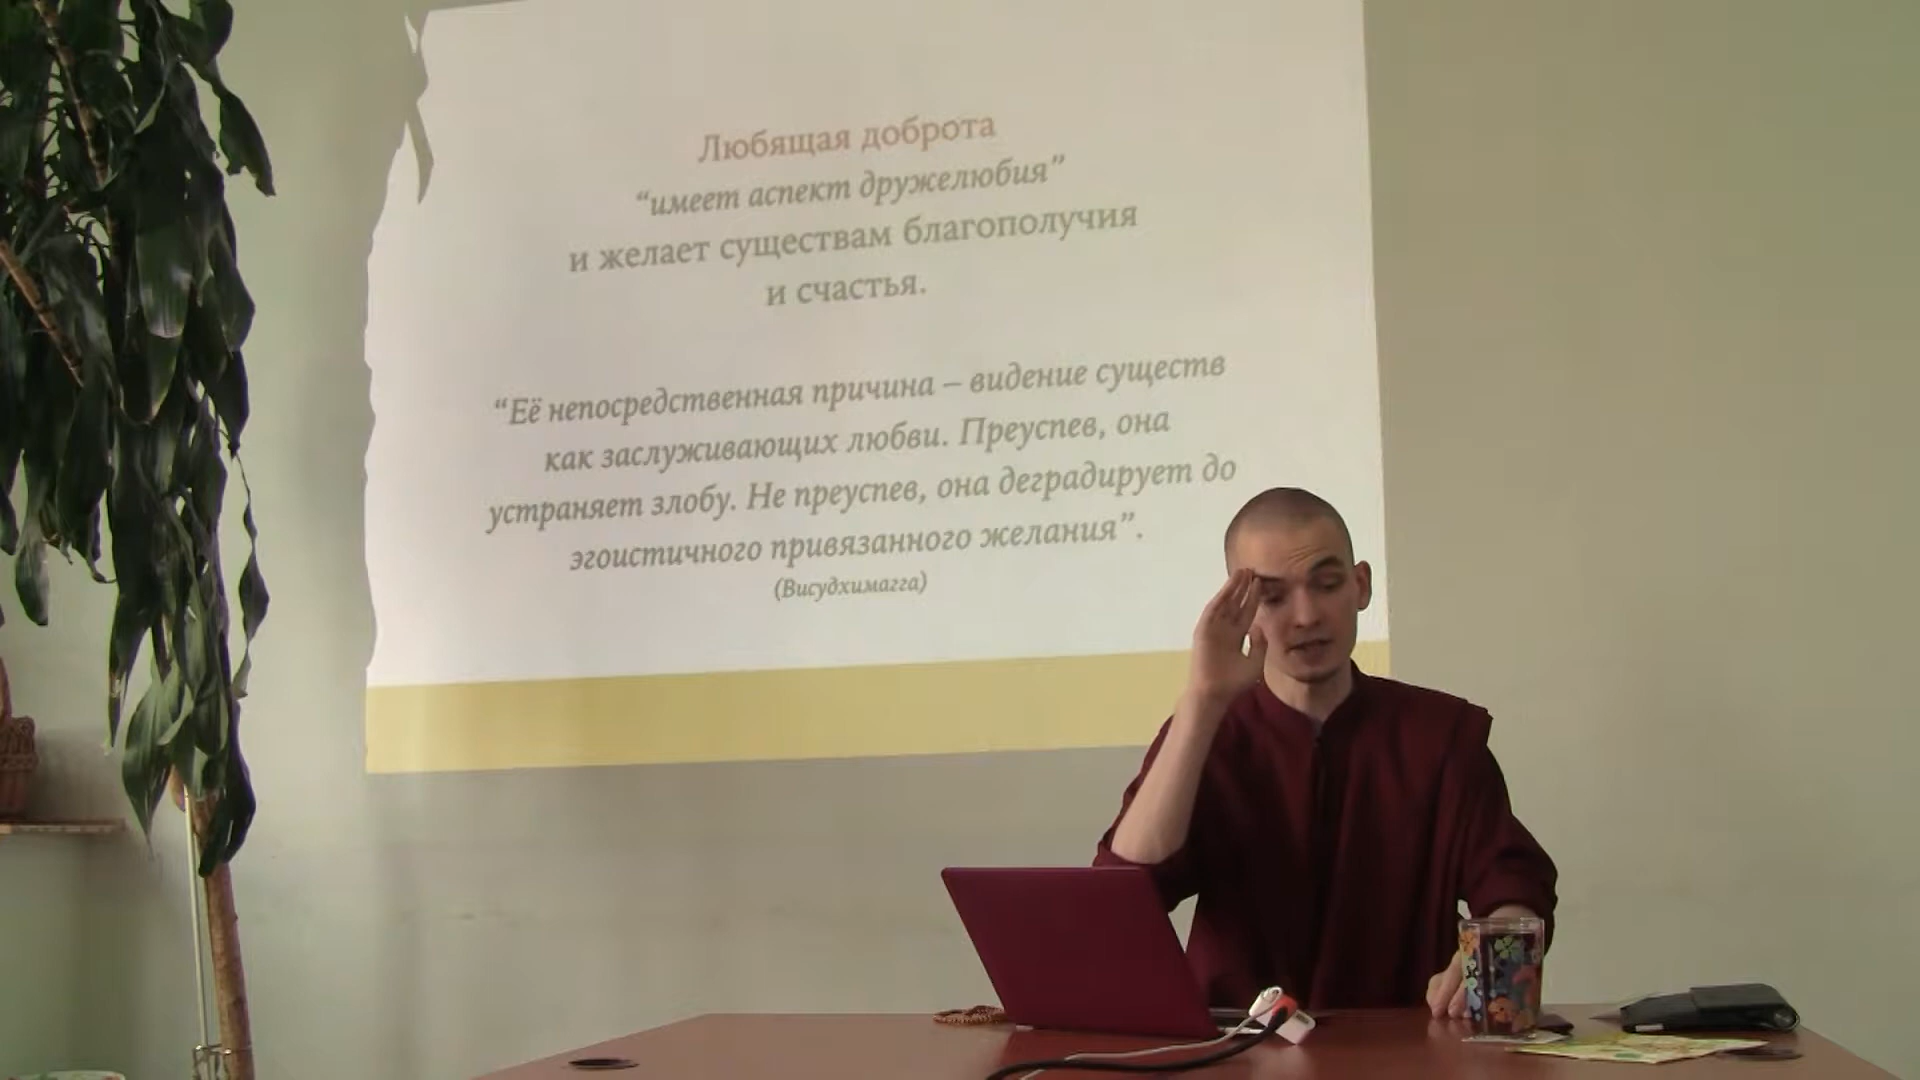 Любящая доброта
“имеет аспект дружелюбия”
и желает существам благополучия
и счастья.
“Её непосредственная причина – видение существ
как заслуживающих любви. Преуспев, она
устраняет злобу. Не преуспев, она деградирует до
эгоистичного привязанного желания”.
(Висудхимагга)